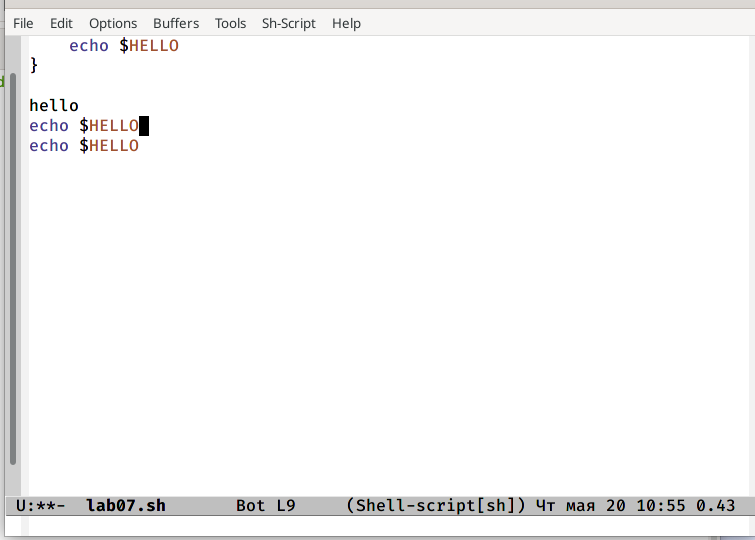 File Edit Options Buffers Tools Sh-Script Help
echo $HELLO
}
hello
echo $HELLO
echo $HELLO
U:**-  lab07.sh       Bot L9     (Shell-script[sh]) Чт мая 20 10:55 0.43